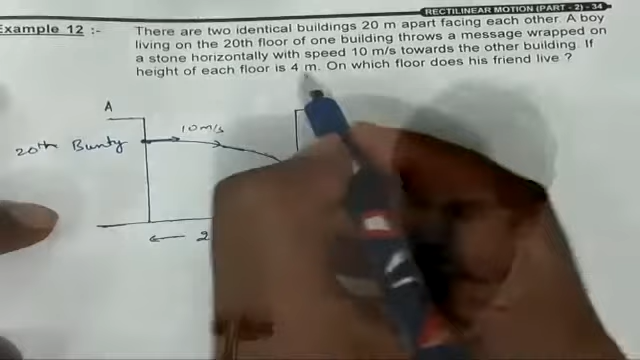 RECTILINEAR MOTION (PART - 2) - 34
Example 12 :- There are two identical buildings 20 m apart facing each other. A boy
living on the 20th floor of one building throws a message wrapped on
a stone horizontally with speed 10 m/s towards the other building. If
height of each floor is 4 m. On which floor does his friend live ?
A
10 m/s
20th Bunty
2